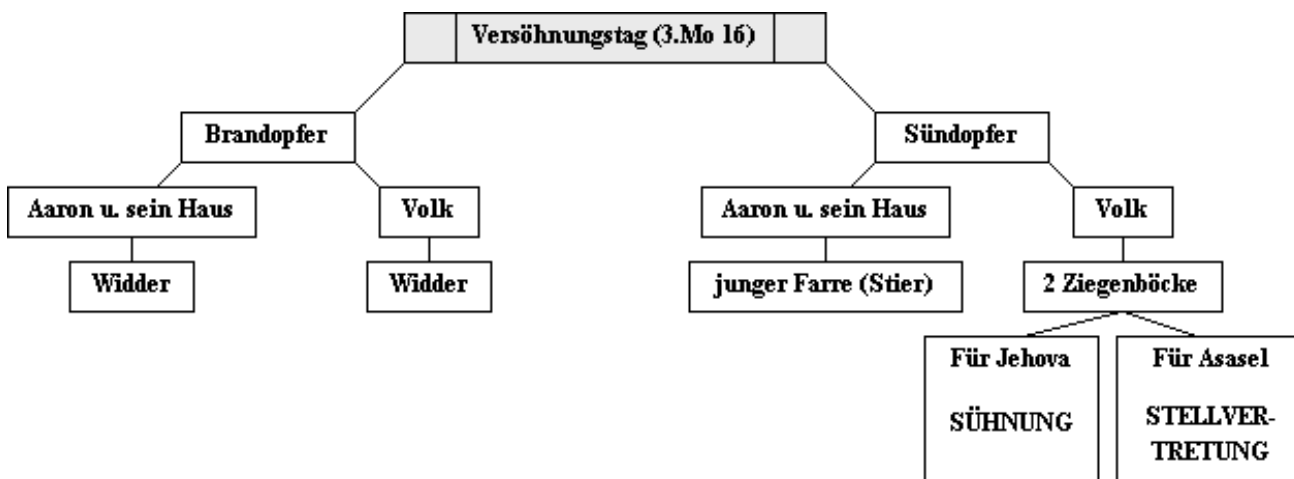 Versöhnungstag (3.Mo 16)
Brandopfer
Sündopfer
Aaron u. sein Haus
Volk
Aaron u. sein Haus
Volk
Widder
Widder
junger Farre (Stier)
2 Ziegenböcke
Für Jehova
SÜHNUNG
Für Asasel
STELLVER-
TRETUNG